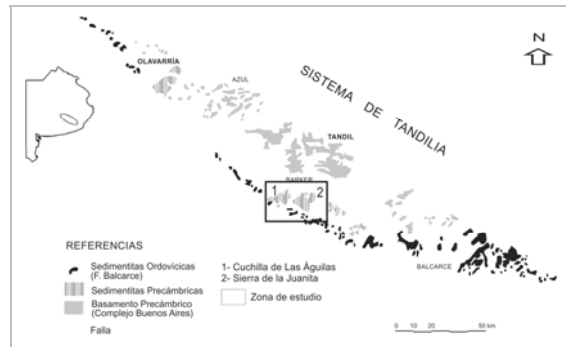 N
OLAVARRÍA
AZUL
SISTEMA DE TANDILIA
TANDIL
BARKER
1 2
BALCARCE
REFERENCIAS
Sedimentitas Ordovícicas
(F. Balcarce)
Sedimentitas Precámbricas
Basamento Precámbrico
(Complejo Buenos Aires)
Falla
1- Cuchilla de Las Águilas
2- Sierra de la Juanita
Zona de estudio
0 10 20 50 km